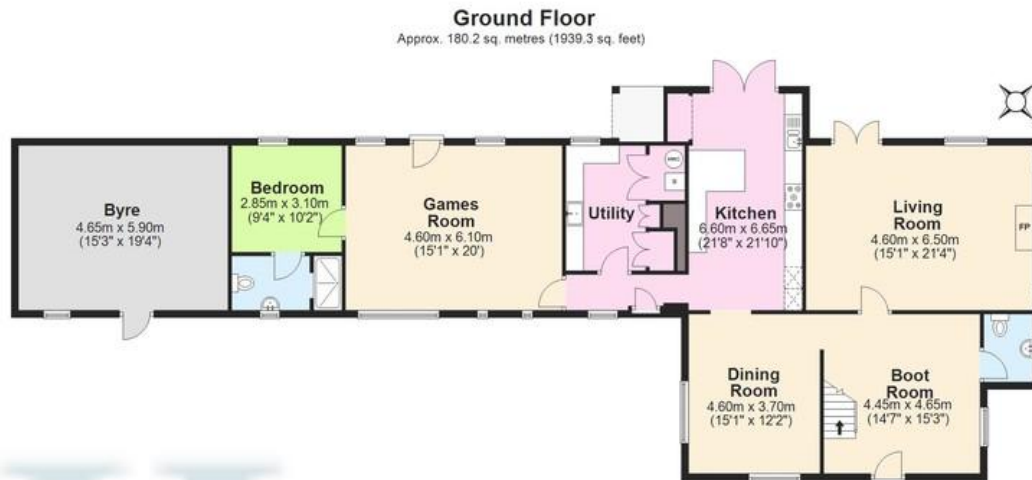 Ground Floor
Approx. 180.2 sq. metres (1939.3 sq. feet)
Byre
4.65m x 5.90m
(15'3" x 19'4")
Bedroom
2.85m x 3.10m
(9'4" x 10'2")
Games
Room
4.60m x 6.10m
(15'1" x 20')
Utility
Kitchen
6.60m x 6.65m
(21'8" x 21'10")
Living
Room
4.60m x 6.50m
(15'1" x 21'4")
FP
Dining
Room
4.60m x 3.70m
(15'1" x 12'2")
Boot
Room
4.45m x 4.65m
(14'7" x 15'3")